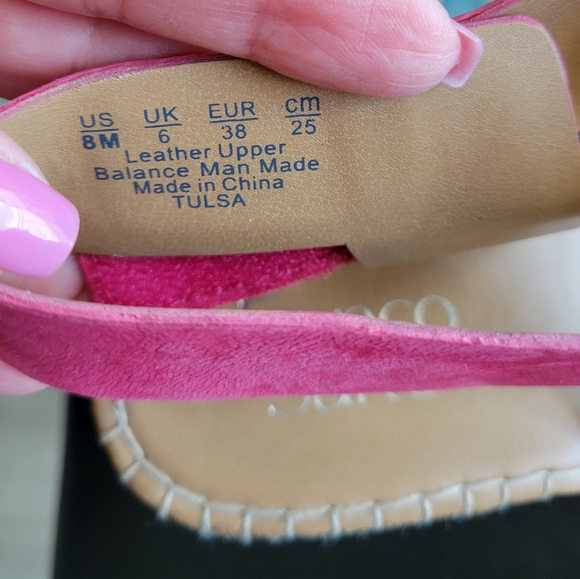 US UK EUR cm
8M 6 38 25
Leather Upper
Balance Man Made
Made in China
TULSA